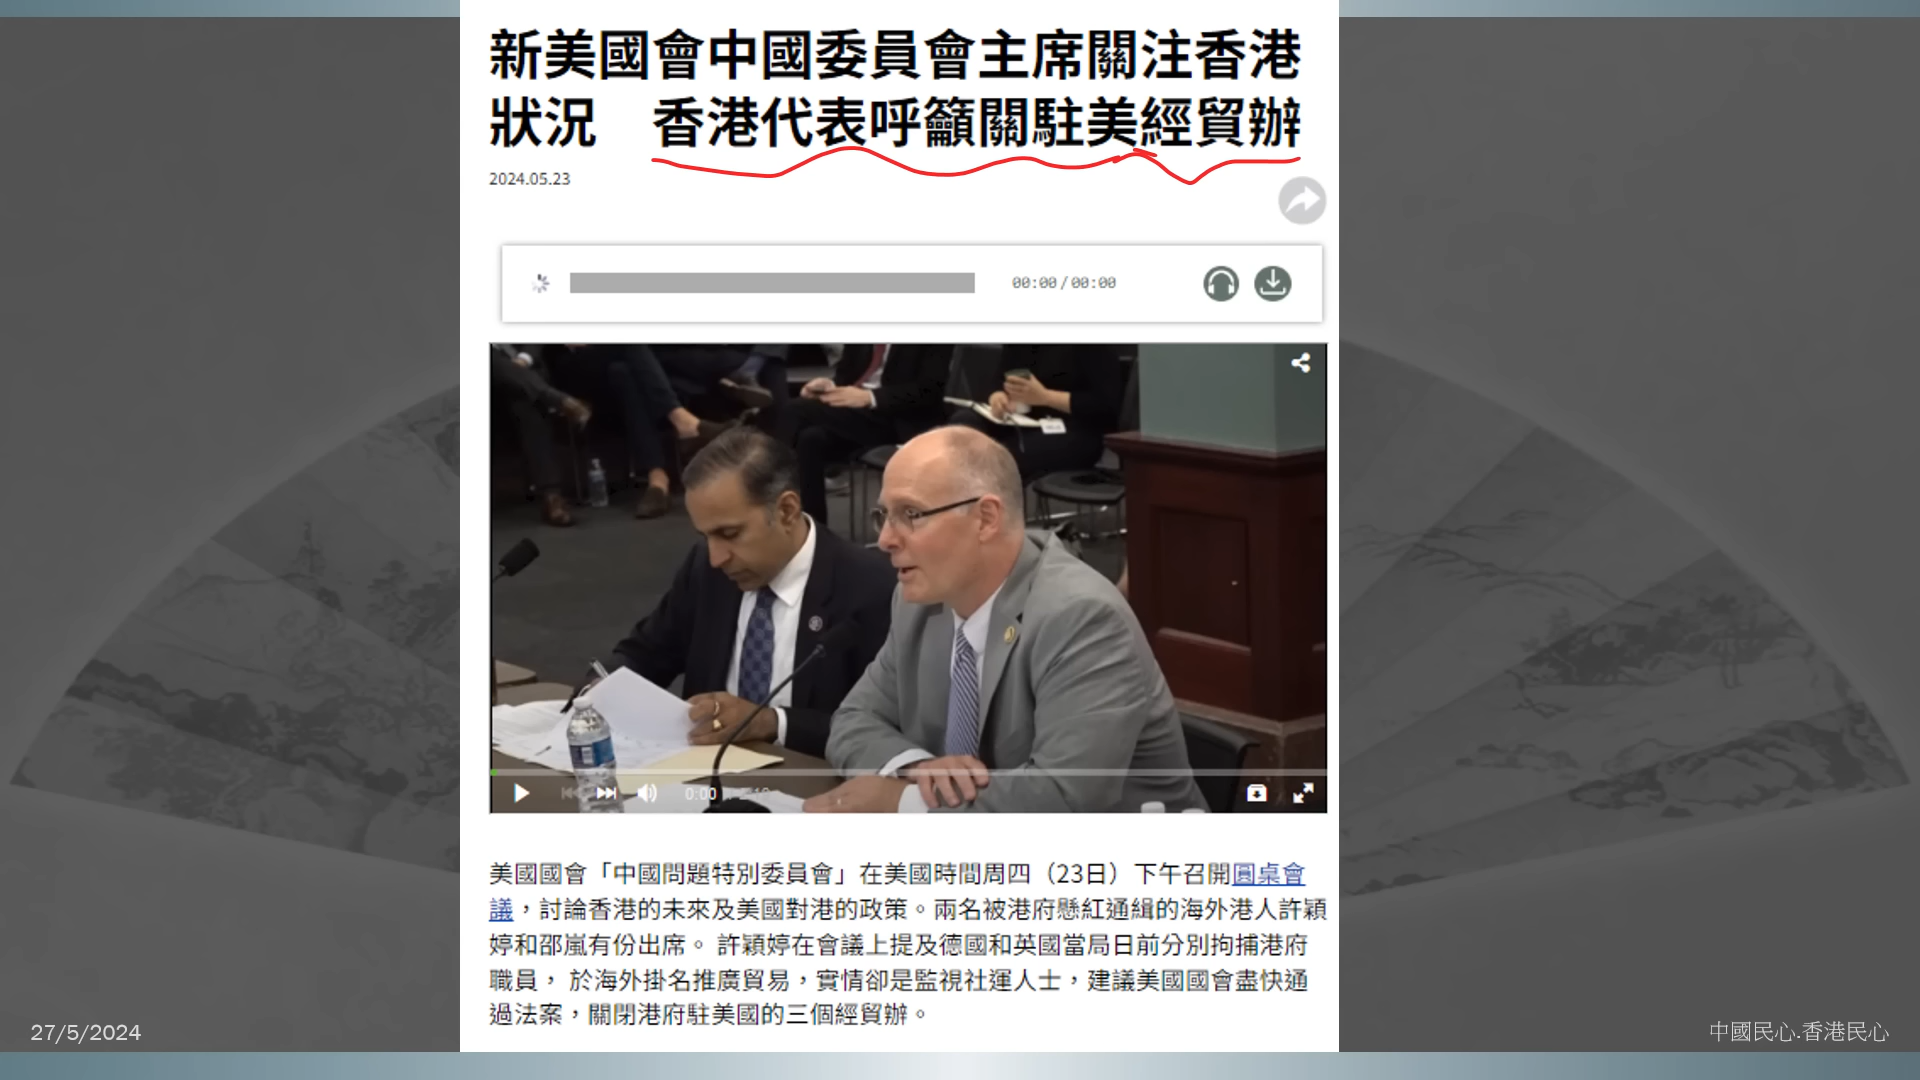 新美國會中國委員會主席關注香港
狀況　香港代表呼籲關駐美經貿辦
2024.05.23
00:00 / 00:00
0:00
美國國會「中國問題特別委員會」在美國時間周四（23日）下午召開圓桌會
議，討論香港的未來及美國對港的政策。兩名被港府懸紅通緝的海外港人許穎
婷和邵嵐有份出席。 許穎婷在會議上提及德國和英國當局日前分別拘捕港府
職員， 於海外掛名推廣貿易，實情卻是監視社運人士，建議美國國會盡快通
過法案，關閉港府駐美國的三個經貿辦。
27/5/2024
中國民心.香港民心